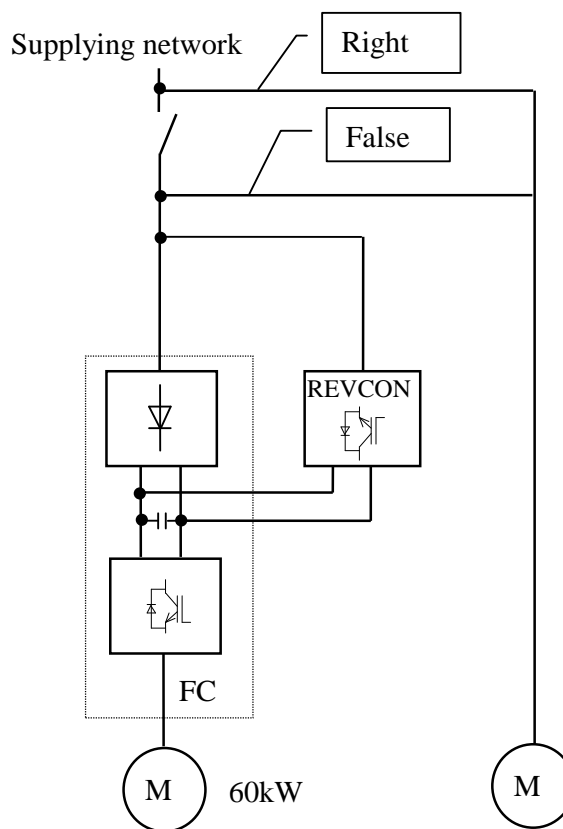 Right
Supplying network
False
REVCON
FC
M
60kW
M